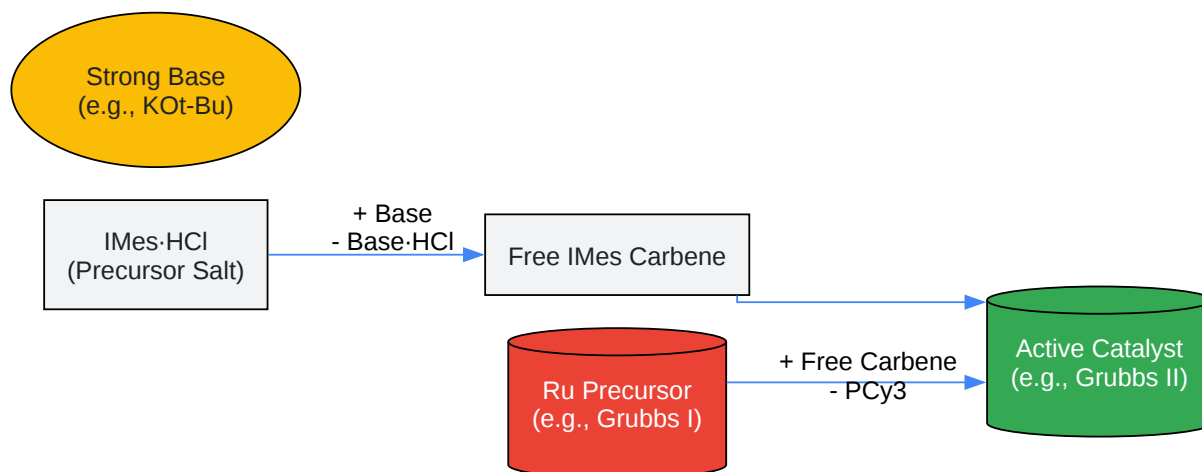 Strong Base
(e.g., KOt-Bu)
IMes·HCl
(Precursor Salt)
+ Base
- Base·HCl
Free IMes Carbene
Ru Precursor
(e.g., Grubbs I)
+ Free Carbene
- PCy3
Active Catalyst
(e.g., Grubbs II)